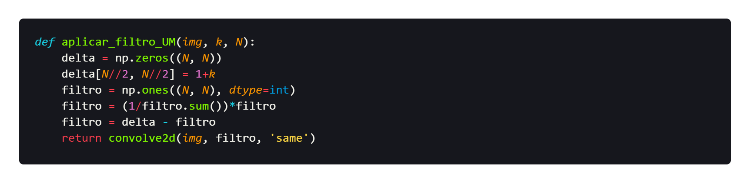 def aplicar_filtro_UM(img, k, N):
    delta = np.zeros((N, N))
    delta[N//2, N//2] = 1+k
    filtro = np.ones((N, N), dtype=int)
    filtro = (1/filtro.sum())*filtro
    filtro = delta - filtro
    return convolve2d(img, filtro, 'same')